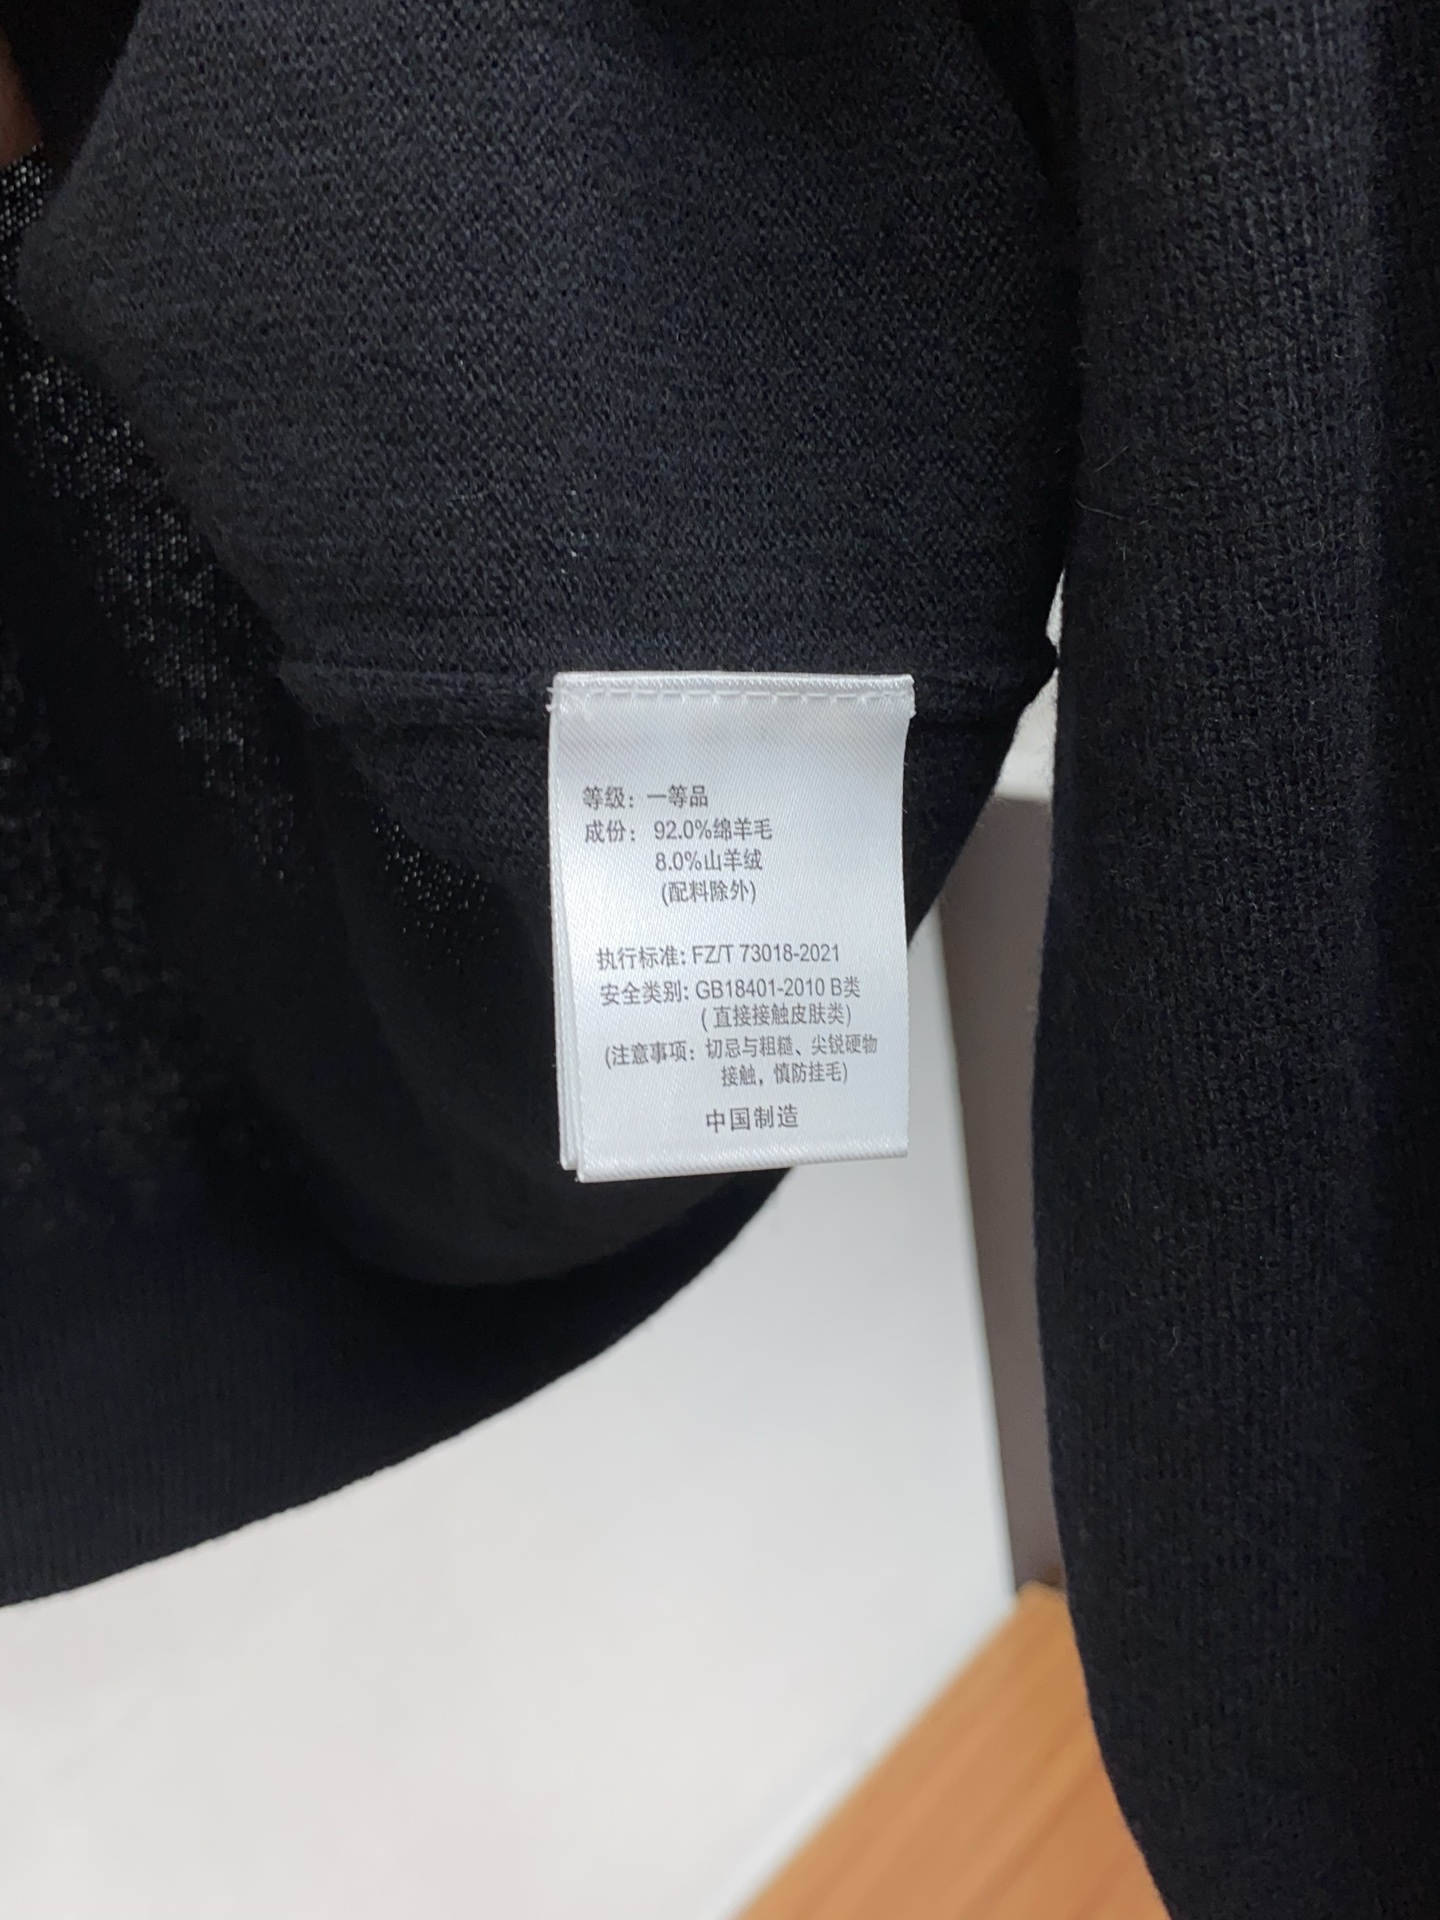 等级：一等品
成份：92.0%绵羊毛
8.0%山羊绒
(配料除外)
执行标准: FZ/T 73018-2021
安全类别: GB18401-2010 B类
(直接接触皮肤类)
(注意事项：切忌与粗糙、尖锐硬物
接触，慎防挂毛)
中国制造